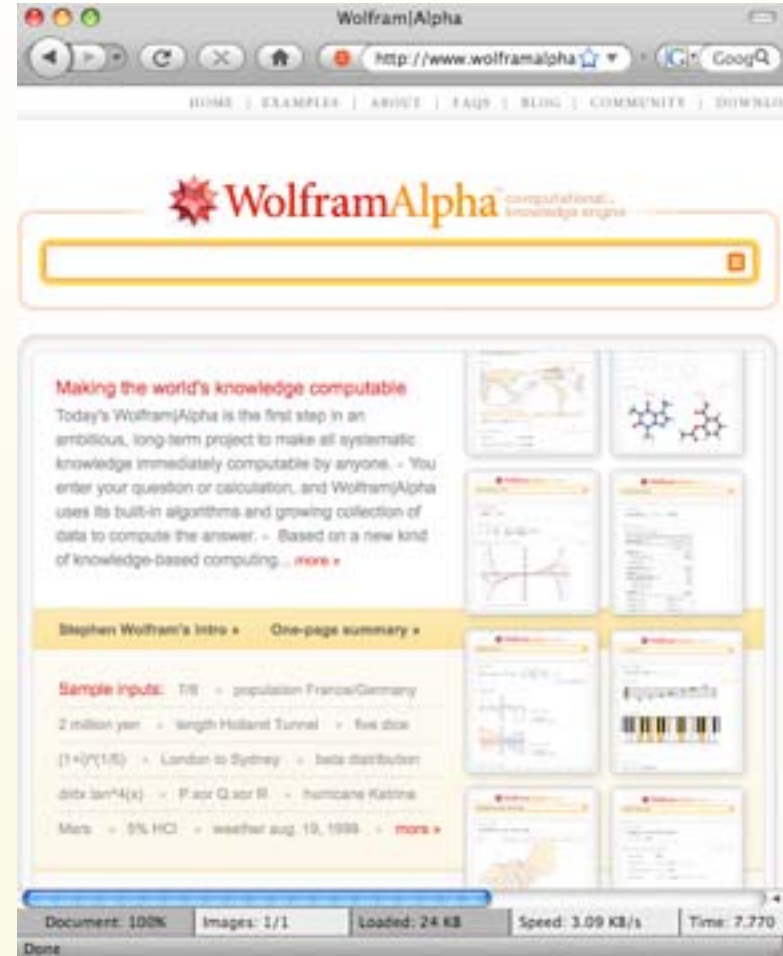 Wolfram|Alpha
http://www.wolframalpha
Goog
HOME | EXAMPLES | ABOUT | FAQS | BLOG | COMMUNITY | DOWNLO
WolframAlpha™ computational... knowledge engine
Making the world's knowledge computable
Today's Wolfram|Alpha is the first step in an
ambitious, long-term project to make all systematic
knowledge immediately computable by anyone. » You
enter your question or calculation, and Wolfram|Alpha
uses its built-in algorithms and growing collection of
data to compute the answer. » Based on a new kind
of knowledge-based computing... more »
Stephen Wolfram's Intro » One-page summary »
Sample inputs: 7/8 » population France/Germany
2 million yen » length Holland Tunnel » five dice
(1+i)^(1/5) » London to Sydney » beta distribution
d/dx tan^4(x) » P xor Q xor R » hurricane Katrina
Mars » 5% HCl » weather aug. 19, 1998 » more »
Document: 100% Images: 1/1 Loaded: 24 KB Speed: 3.09 KB/s Time: 7.770
Done